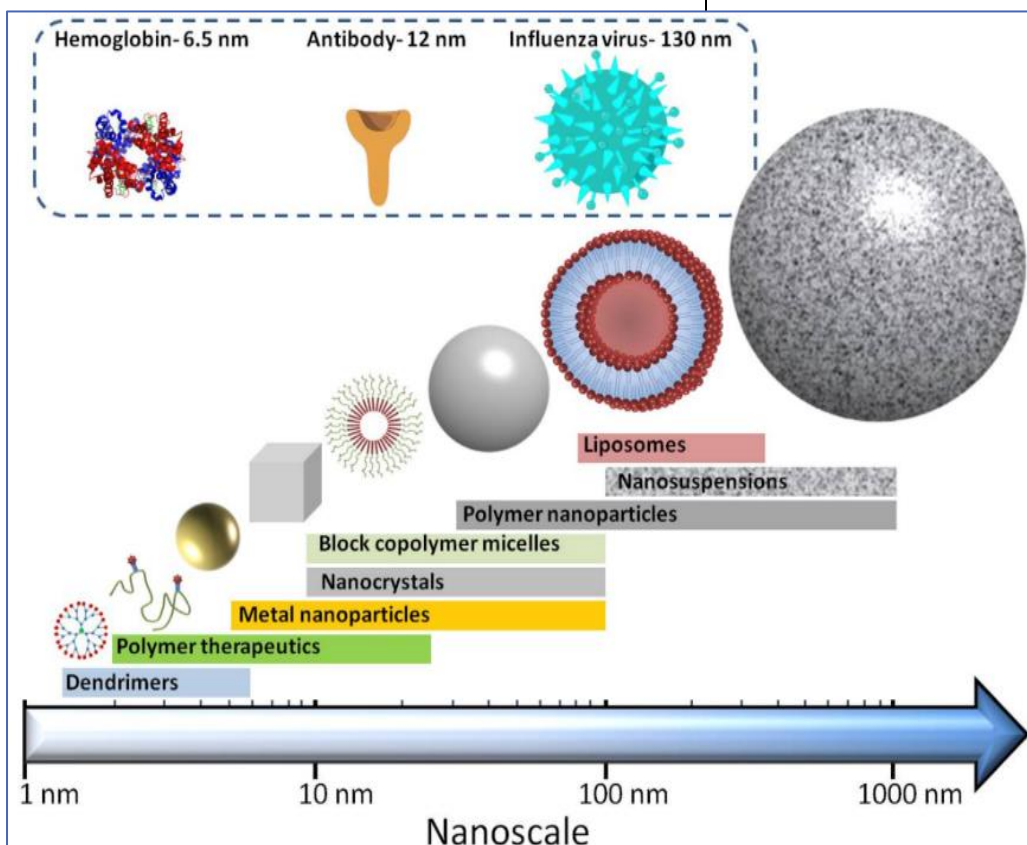 Hemoglobin- 6.5 nm
Antibody- 12 nm
Influenza virus- 130 nm
Liposomes
Nanosuspensions
Polymer nanoparticles
Block copolymer micelles
Nanocrystals
Metal nanoparticles
Polymer therapeutics
Dendrimers
1 nm
10 nm
100 nm
1000 nm
Nanoscale